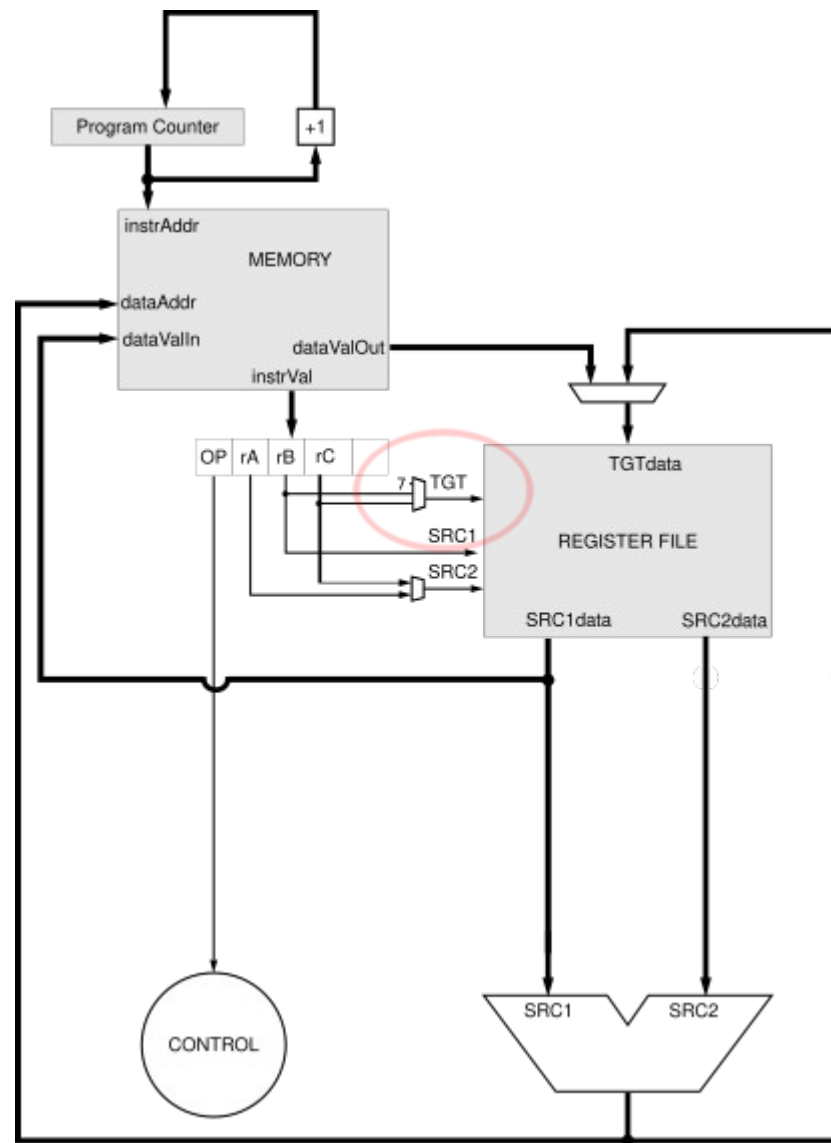 Program Counter
+1
instrAddr
MEMORY
dataAddr
dataValIn
dataValOut
instrVal
OP rA rB rC
7 TGT
TGTdata
SRC1
REGISTER FILE
SRC2
SRC1data SRC2data
SRC1 SRC2
CONTROL